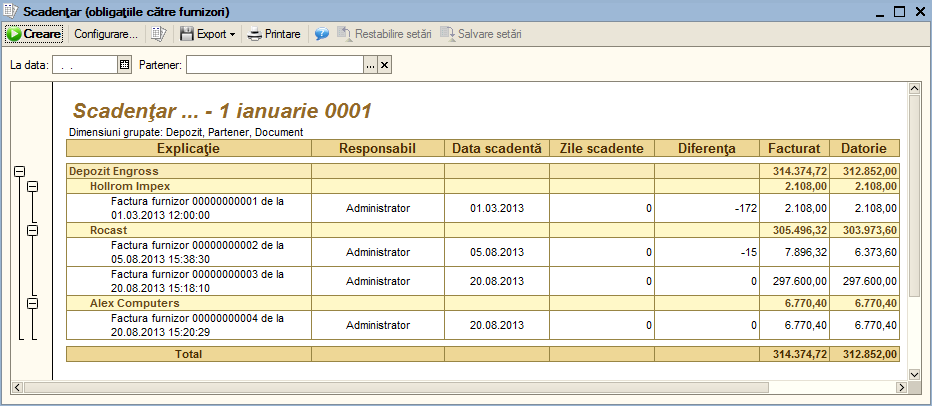 Scadenţar (obligaţiile către furnizori)
Creare Configurare... Export Printare Restabilire setări Salvare setări
La data: . . Partener: ...
Scadenţar ... - 1 ianuarie 0001
Dimensiuni grupate: Depozit, Partener, Document
Explicaţie Responsabil Data scadentă Zile scadente Diferenţa Facturat Datorie
Depozit Engross 314.374,72 312.852,00
Hollrom Impex 2.108,00 2.108,00
Factura furnizor 00000000001 de la
01.03.2013 12:00:00 Administrator 01.03.2013 0 -172 2.108,00 2.108,00
Rocast 305.496,32 303.973,60
Factura furnizor 00000000002 de la
05.08.2013 15:38:30 Administrator 05.08.2013 0 -15 7.896,32 6.373,60
Factura furnizor 00000000003 de la
20.08.2013 15:18:10 Administrator 20.08.2013 0 0 297.600,00 297.600,00
Alex Computers 6.770,40 6.770,40
Factura furnizor 00000000004 de la
20.08.2013 15:20:29 Administrator 20.08.2013 0 0 6.770,40 6.770,40
Total 314.374,72 312.852,00